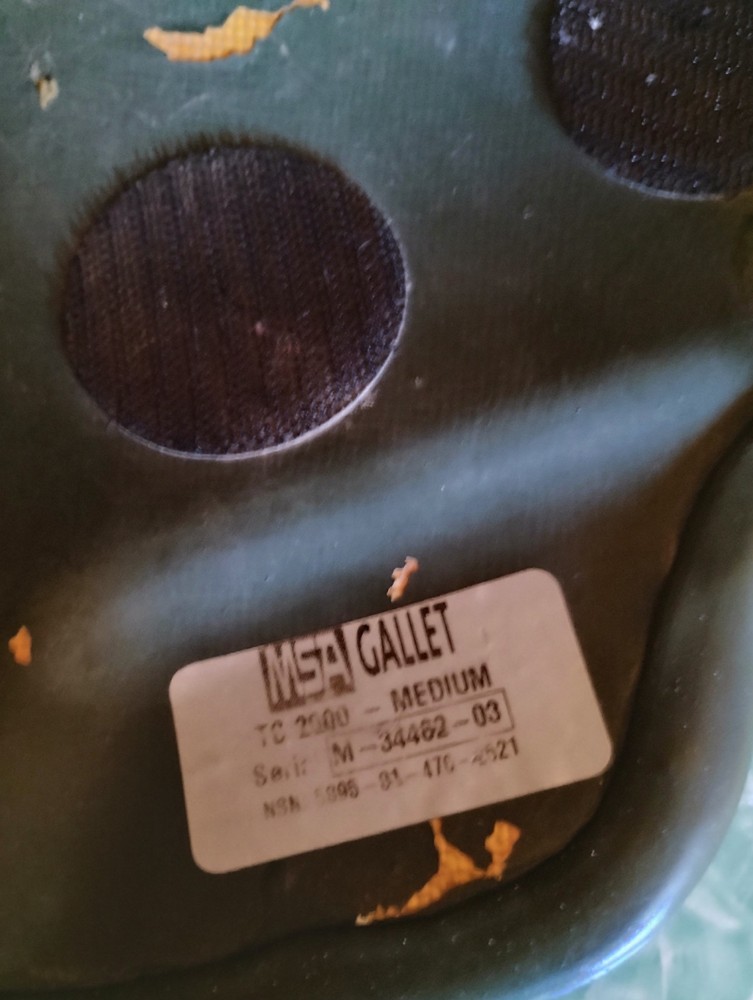 MSA GALLET
TC 2000 - MEDIUM
M-34462-03
NSN